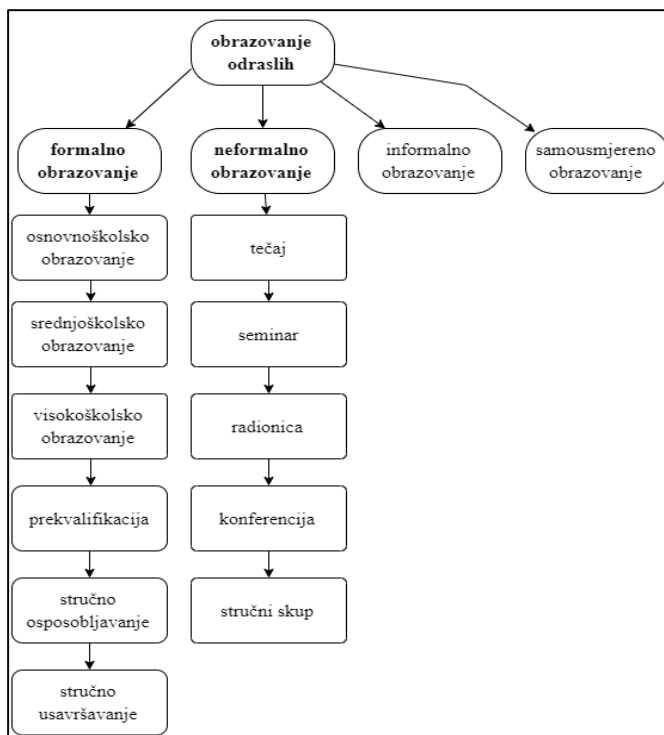 obrazovanje
odraslih
formalno
obrazovanje
neformalno
obrazovanje
informalno
obrazovanje
samousmjereno
obrazovanje
osnovnoškolsko
obrazovanje
tečaj
srednjoškolsko
obrazovanje
seminar
visokoškolsko
obrazovanje
radionica
prekvalifikacija
konferencija
stručno
osposobljavanje
stručni skup
stručno
usavršavanje